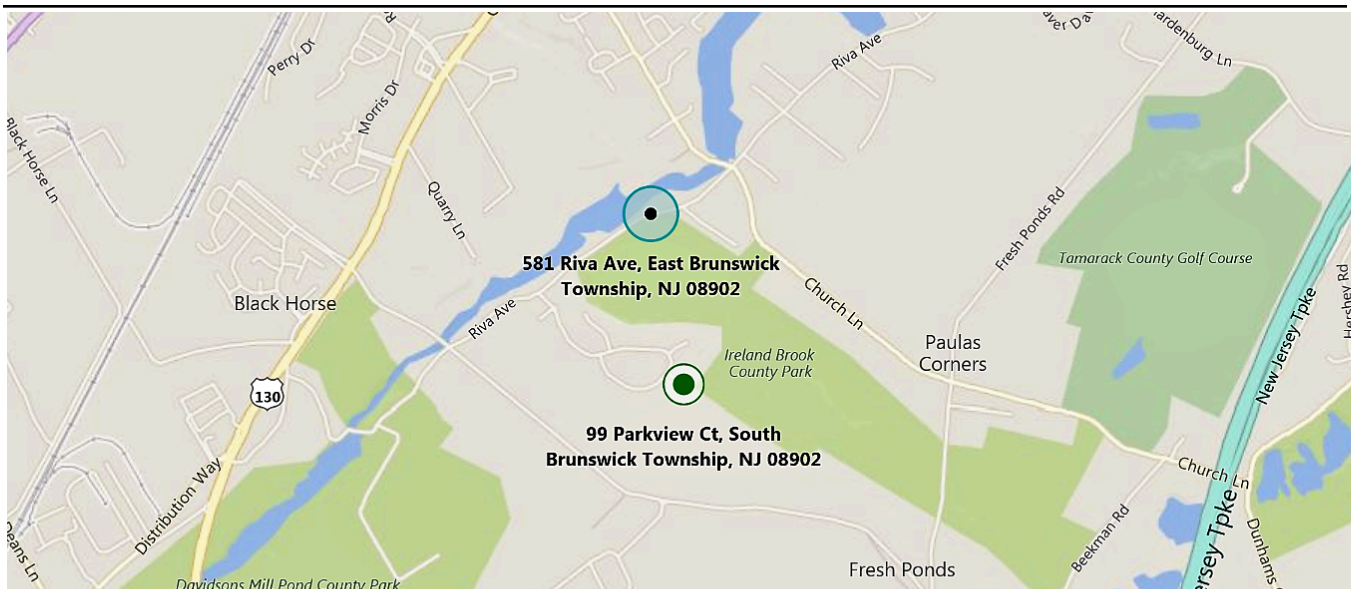 Hardenburg Ln
Riva Ave
Perry Dr
Morris Dr
Black Horse Ln
Quarry Ln
Fresh Ponds Rd
581 Riva Ave, East Brunswick
Township, NJ 08902
Tamarack County Golf Course
Black Horse
Church Ln
Riva Ave
Hershey Rd
New Jersey Tpke
Paulas
Corners
Ireland Brook
County Park
130
99 Parkview Ct, South
Brunswick Township, NJ 08902
Church Ln
Distribution Way
Deans Ln
Beekman Rd
Dunhams
ersey Tpke
Fresh Ponds
Davidsons Mill Pond County Park